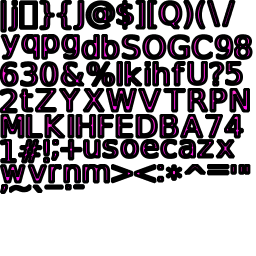 |j[]}{J@$][Q)(\/
yqpgdbSOGC98
630&%lkihfU?5
2tZYXWVTRPN
MLKIHFEDBA74
1#!;+usoecazx
wvrnm><:*^="'
,~`-.